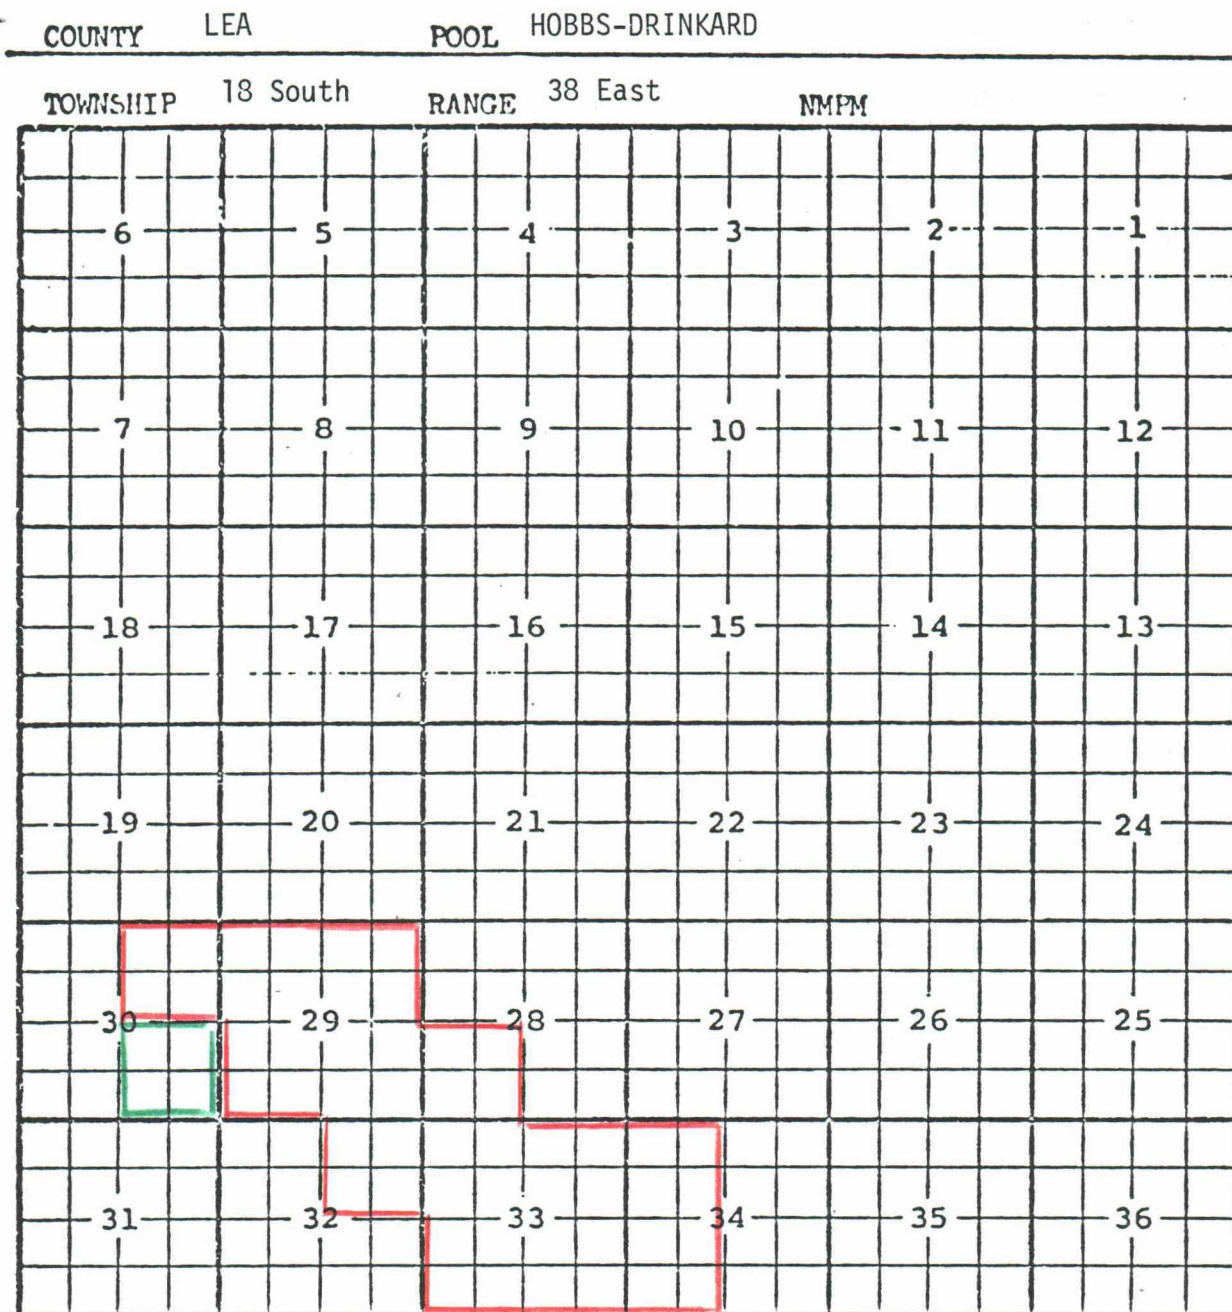 COUNTY LEA POOL HOBBS-DRINKARD
TOWNSHIP 18 South RANGE 38 East NMPM
6 5 4 3 2 1
7 8 9 10 11 12
18 17 16 15 14 13
19 20 21 22 23 24
30 29 28 27 26 25
31 32 33 34 35 36